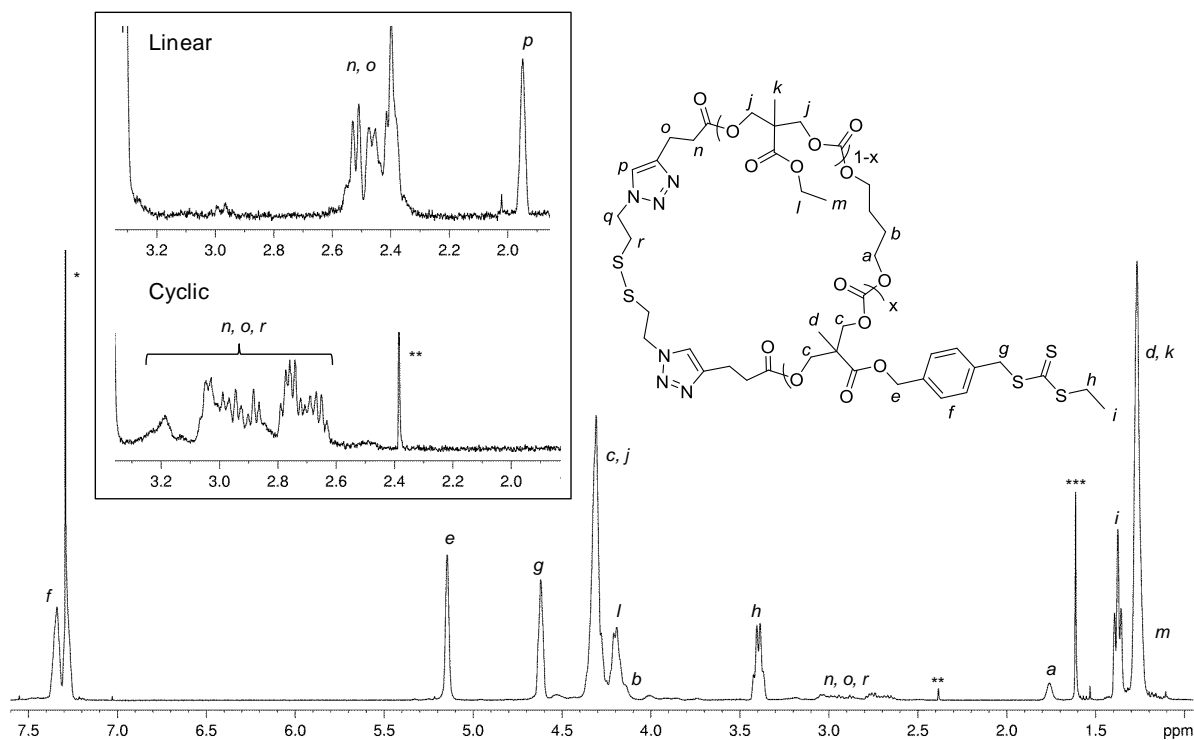 Linear
n, o
p
3.2 3.0 2.8 2.6 2.4 2.2 2.0
Cyclic
n, o, r
**
3.2 3.0 2.8 2.6 2.4 2.2 2.0
k
O j j O
o O O
n O O 1-x
p O O
N N
N O l m b
q
r a
S O O
S d c O x
c O g S
N O O S h
N N O e f S i
*
f
e
g
c, j
l
b
h
n, o, r
**
a
***
i
d, k
m
7.5 7.0 6.5 6.0 5.5 5.0 4.5 4.0 3.5 3.0 2.5 2.0 1.5 ppm